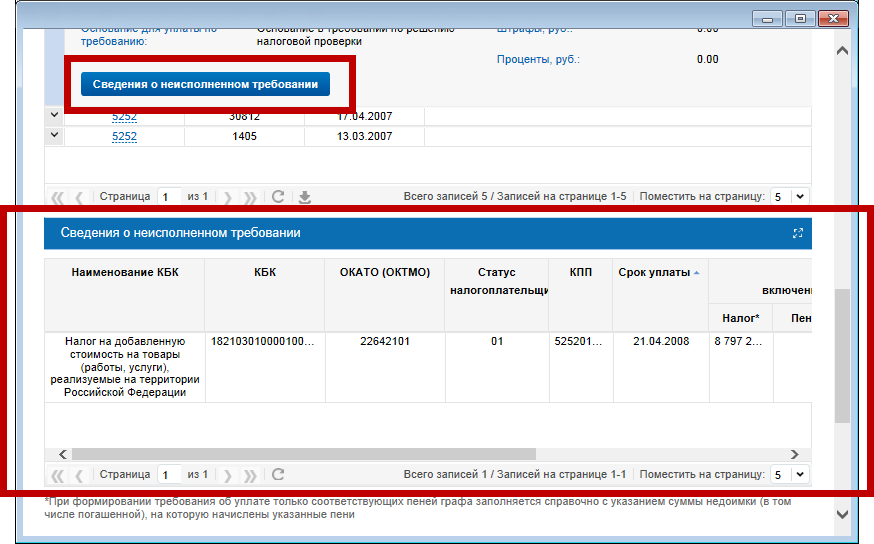 Основание для уплаты по Основание в требовании по решению Штрафы, руб.: 0.00
требованию: налоговой проверки
Проценты, руб.: 0.00
Сведения о неисполненном требовании
5252 30812 17.04.2007
5252 1405 13.03.2007
Страница 1 из 1 Всего записей 5 / Записей на странице 1-5 Поместить на страницу: 5
Сведения о неисполненном требовании
Наименование КБК КБК ОКАТО (ОКТМО) Статус КПП Срок уплаты
налогоплательщи включен
Налог* Пен
Налог на добавленную 182103010000100... 22642101 01 525201... 21.04.2008 8 797 2...
стоимость на товары
(работы, услуги),
реализуемые на территории
Российской Федерации
Страница 1 из 1 Всего записей 1 / Записей на странице 1-1 Поместить на страницу: 5
*При формировании требования об уплате только соответствующих пеней графа заполняется справочно с указанием суммы недоимки (в том
числе погашенной), на которую начислены указанные пени